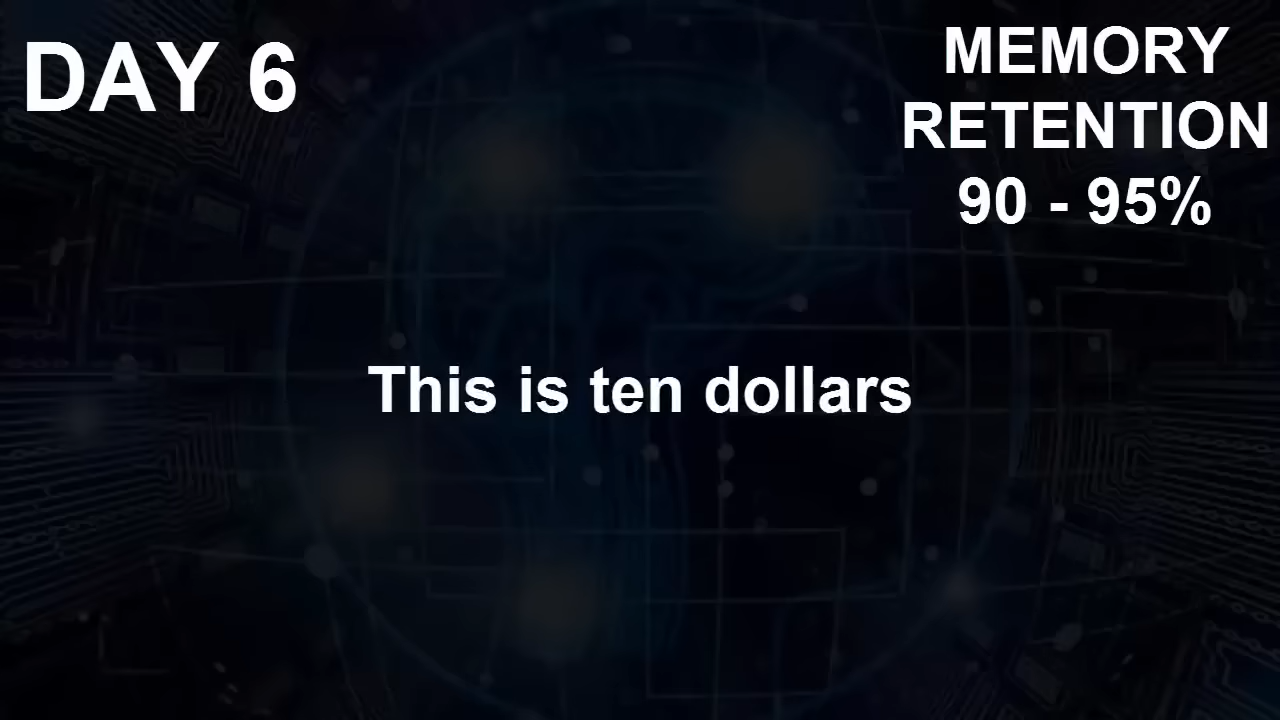 DAY 6
MEMORY
RETENTION
90 - 95%
This is ten dollars